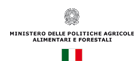 MINISTERO DELLE POLITICHE AGRICOLE
ALIMENTARI E FORESTALI